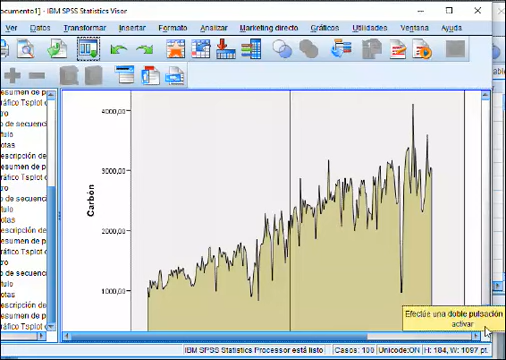 ocumento1] - IBM SPSS Statistics Visor
Ver Datos Transformar Insertar Formato Analizar Marketing directo Gráficos Utilidades Ventana Ayuda
esumen de p
ráfico Tsplot d
ro
o de secuenc
tulo
otas
escripción de
esumen de p
ráfico Tsplot d
ro
o de secuenc
tulo
otas
escripción de
esumen de p
ráfico Tsplot d
ro
o de secuenc
tulo
otas
escripción de
esumen de p
ráfico Tsplot d
Carbón
4000,00
3000,00
2000,00
1000,00
Efectúe una doble pulsación
activar
IBM SPSS Statistics Processor está listo
Casos: 100
Unicode:ON
H: 184, W: 1097 pt.